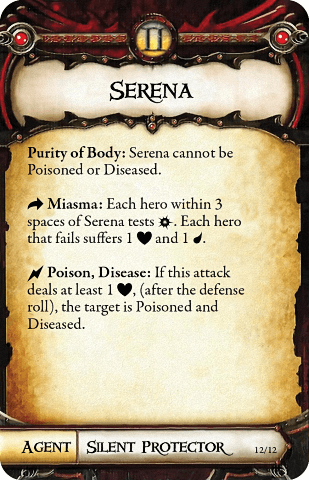 II
SERENA
Purity of Body: Serena cannot be
Poisoned or Diseased.
Miasma: Each hero within 3
spaces of Serena tests . Each hero
that fails suffers 1 and 1 .
Poison, Disease: If this attack
deals at least 1 , (after the defense
roll), the target is Poisoned and
Diseased.
AGENT SILENT PROTECTOR 12/12